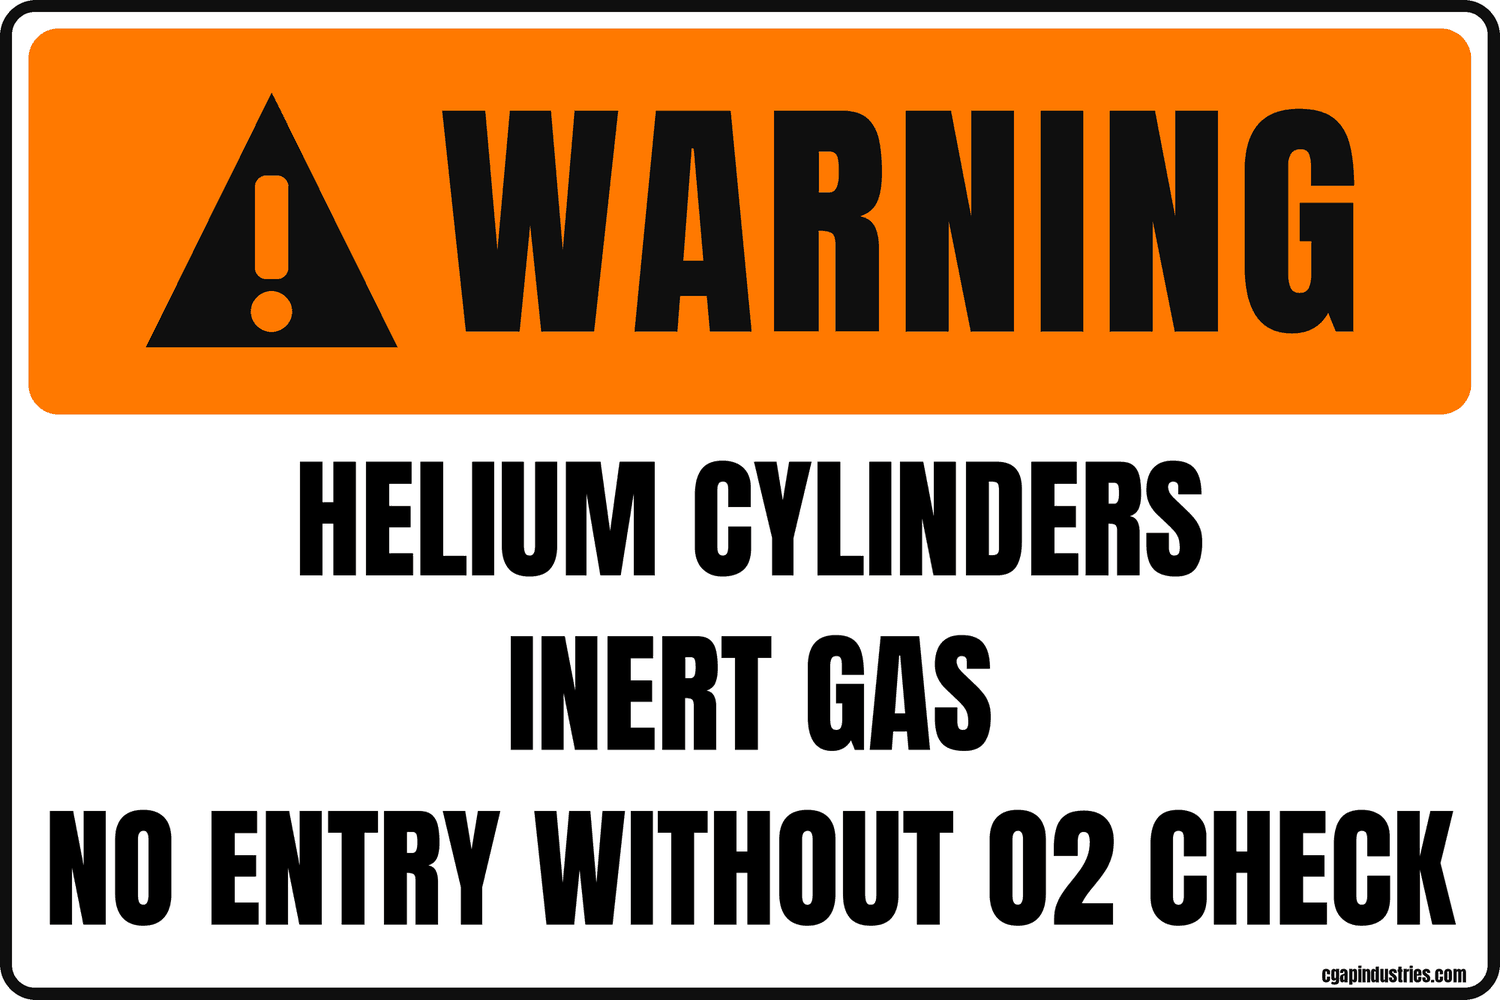 WARNING
HELIUM CYLINDERS
INERT GAS
NO ENTRY WITHOUT O2 CHECK
cgapindustries.com